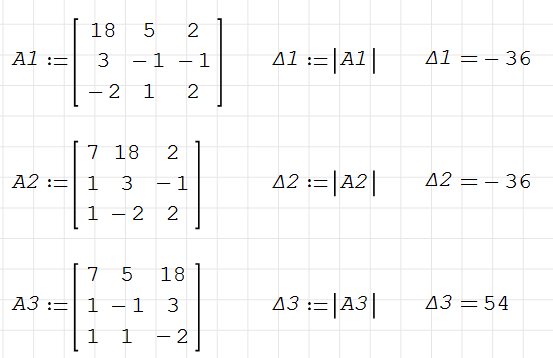 18 5 2
A1 := 3 −1 −1 Δ1 := |A1| Δ1 = − 36
−2 1 2
7 18 2
A2 := 1 3 −1 Δ2 := |A2| Δ2 = − 36
1 −2 2
7 5 18
A3 := 1 −1 3 Δ3 := |A3| Δ3 = 54
1 1 −2